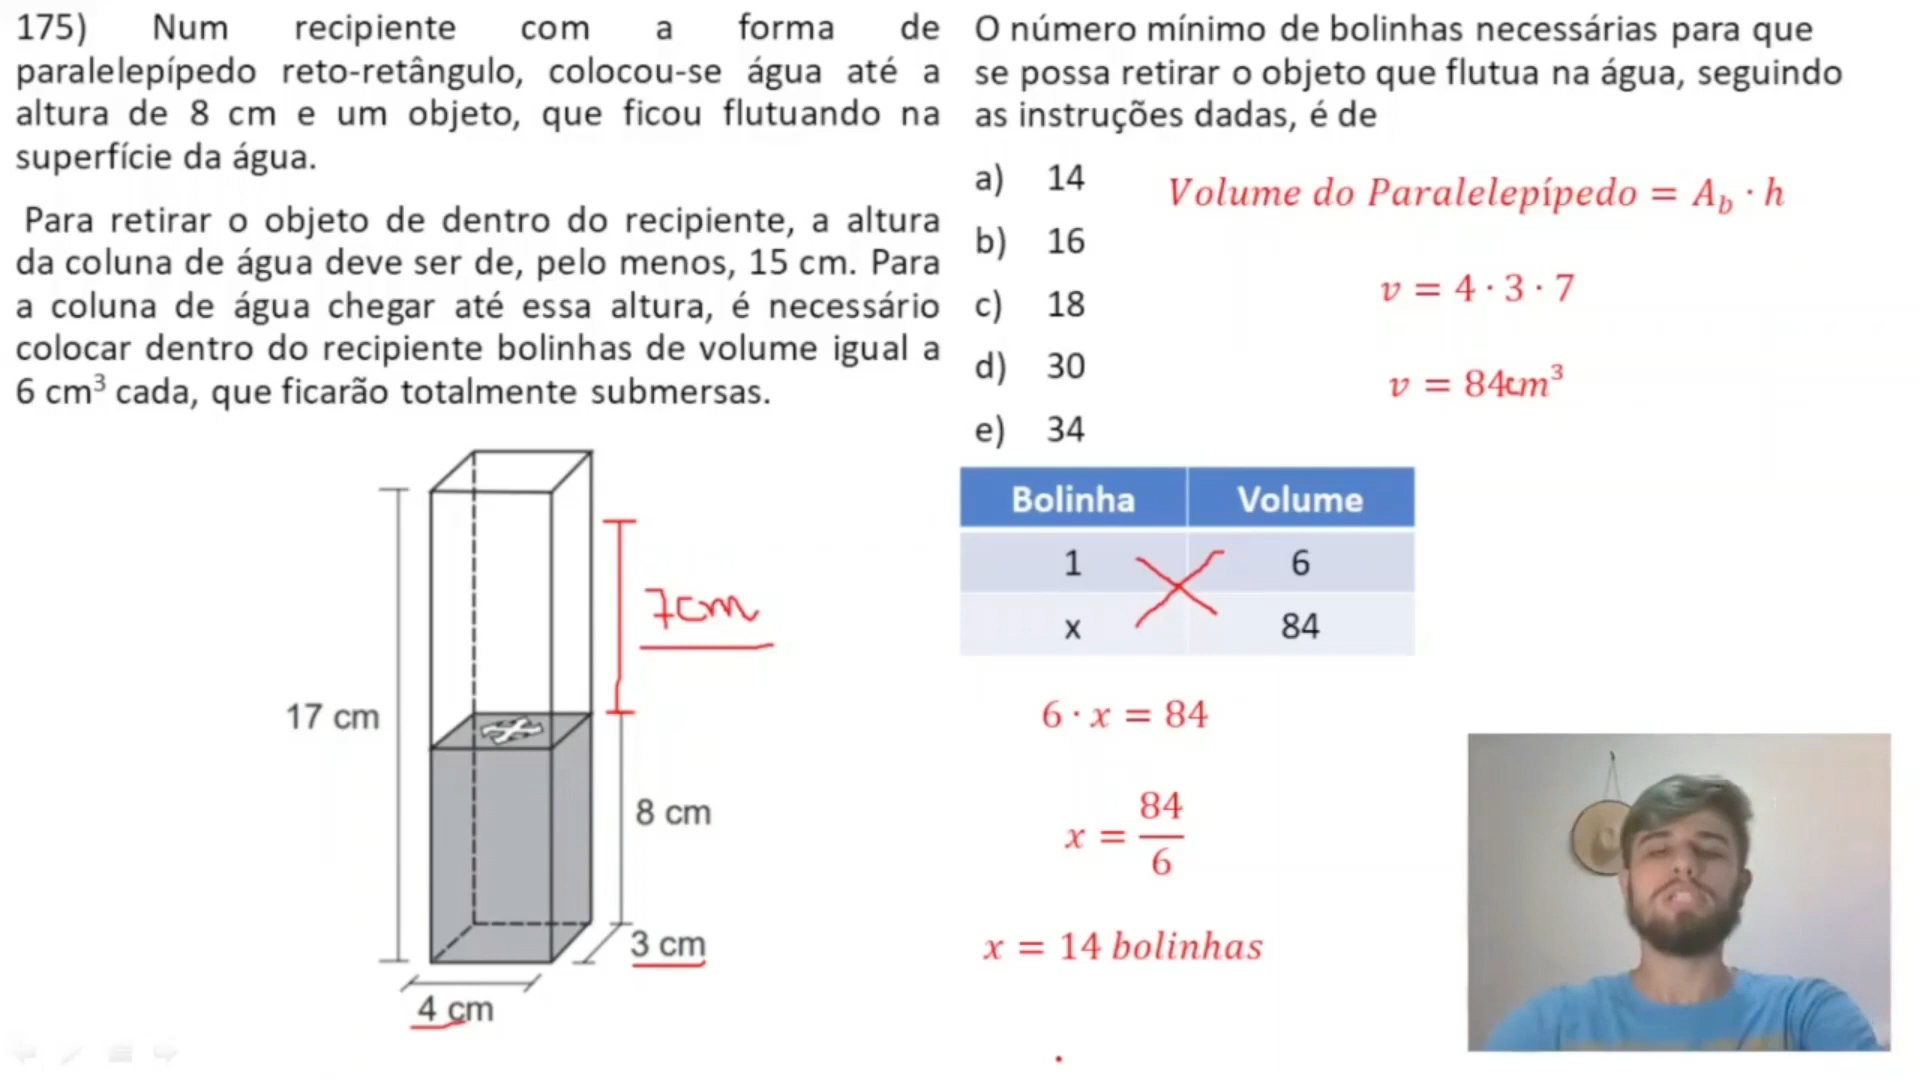 175) Num recipiente com a forma de
paralelepípedo reto-retângulo, colocou-se água até a
altura de 8 cm e um objeto, que ficou flutuando na
superfície da água.
Para retirar o objeto de dentro do recipiente, a altura
da coluna de água deve ser de, pelo menos, 15 cm. Para
a coluna de água chegar até essa altura, é necessário
colocar dentro do recipiente bolinhas de volume igual a
6 cm³ cada, que ficarão totalmente submersas.
17 cm
7cm
8 cm
3 cm
4 cm
O número mínimo de bolinhas necessárias para que
se possa retirar o objeto que flutua na água, seguindo
as instruções dadas, é de
a) 14
b) 16
c) 18
d) 30
e) 34
Volume do Paralelepípedo = A_b · h
v = 4 · 3 · 7
v = 84cm³
Bolinha Volume
1 6
x 84
6 · x = 84
x = 84/6
x = 14 bolinhas